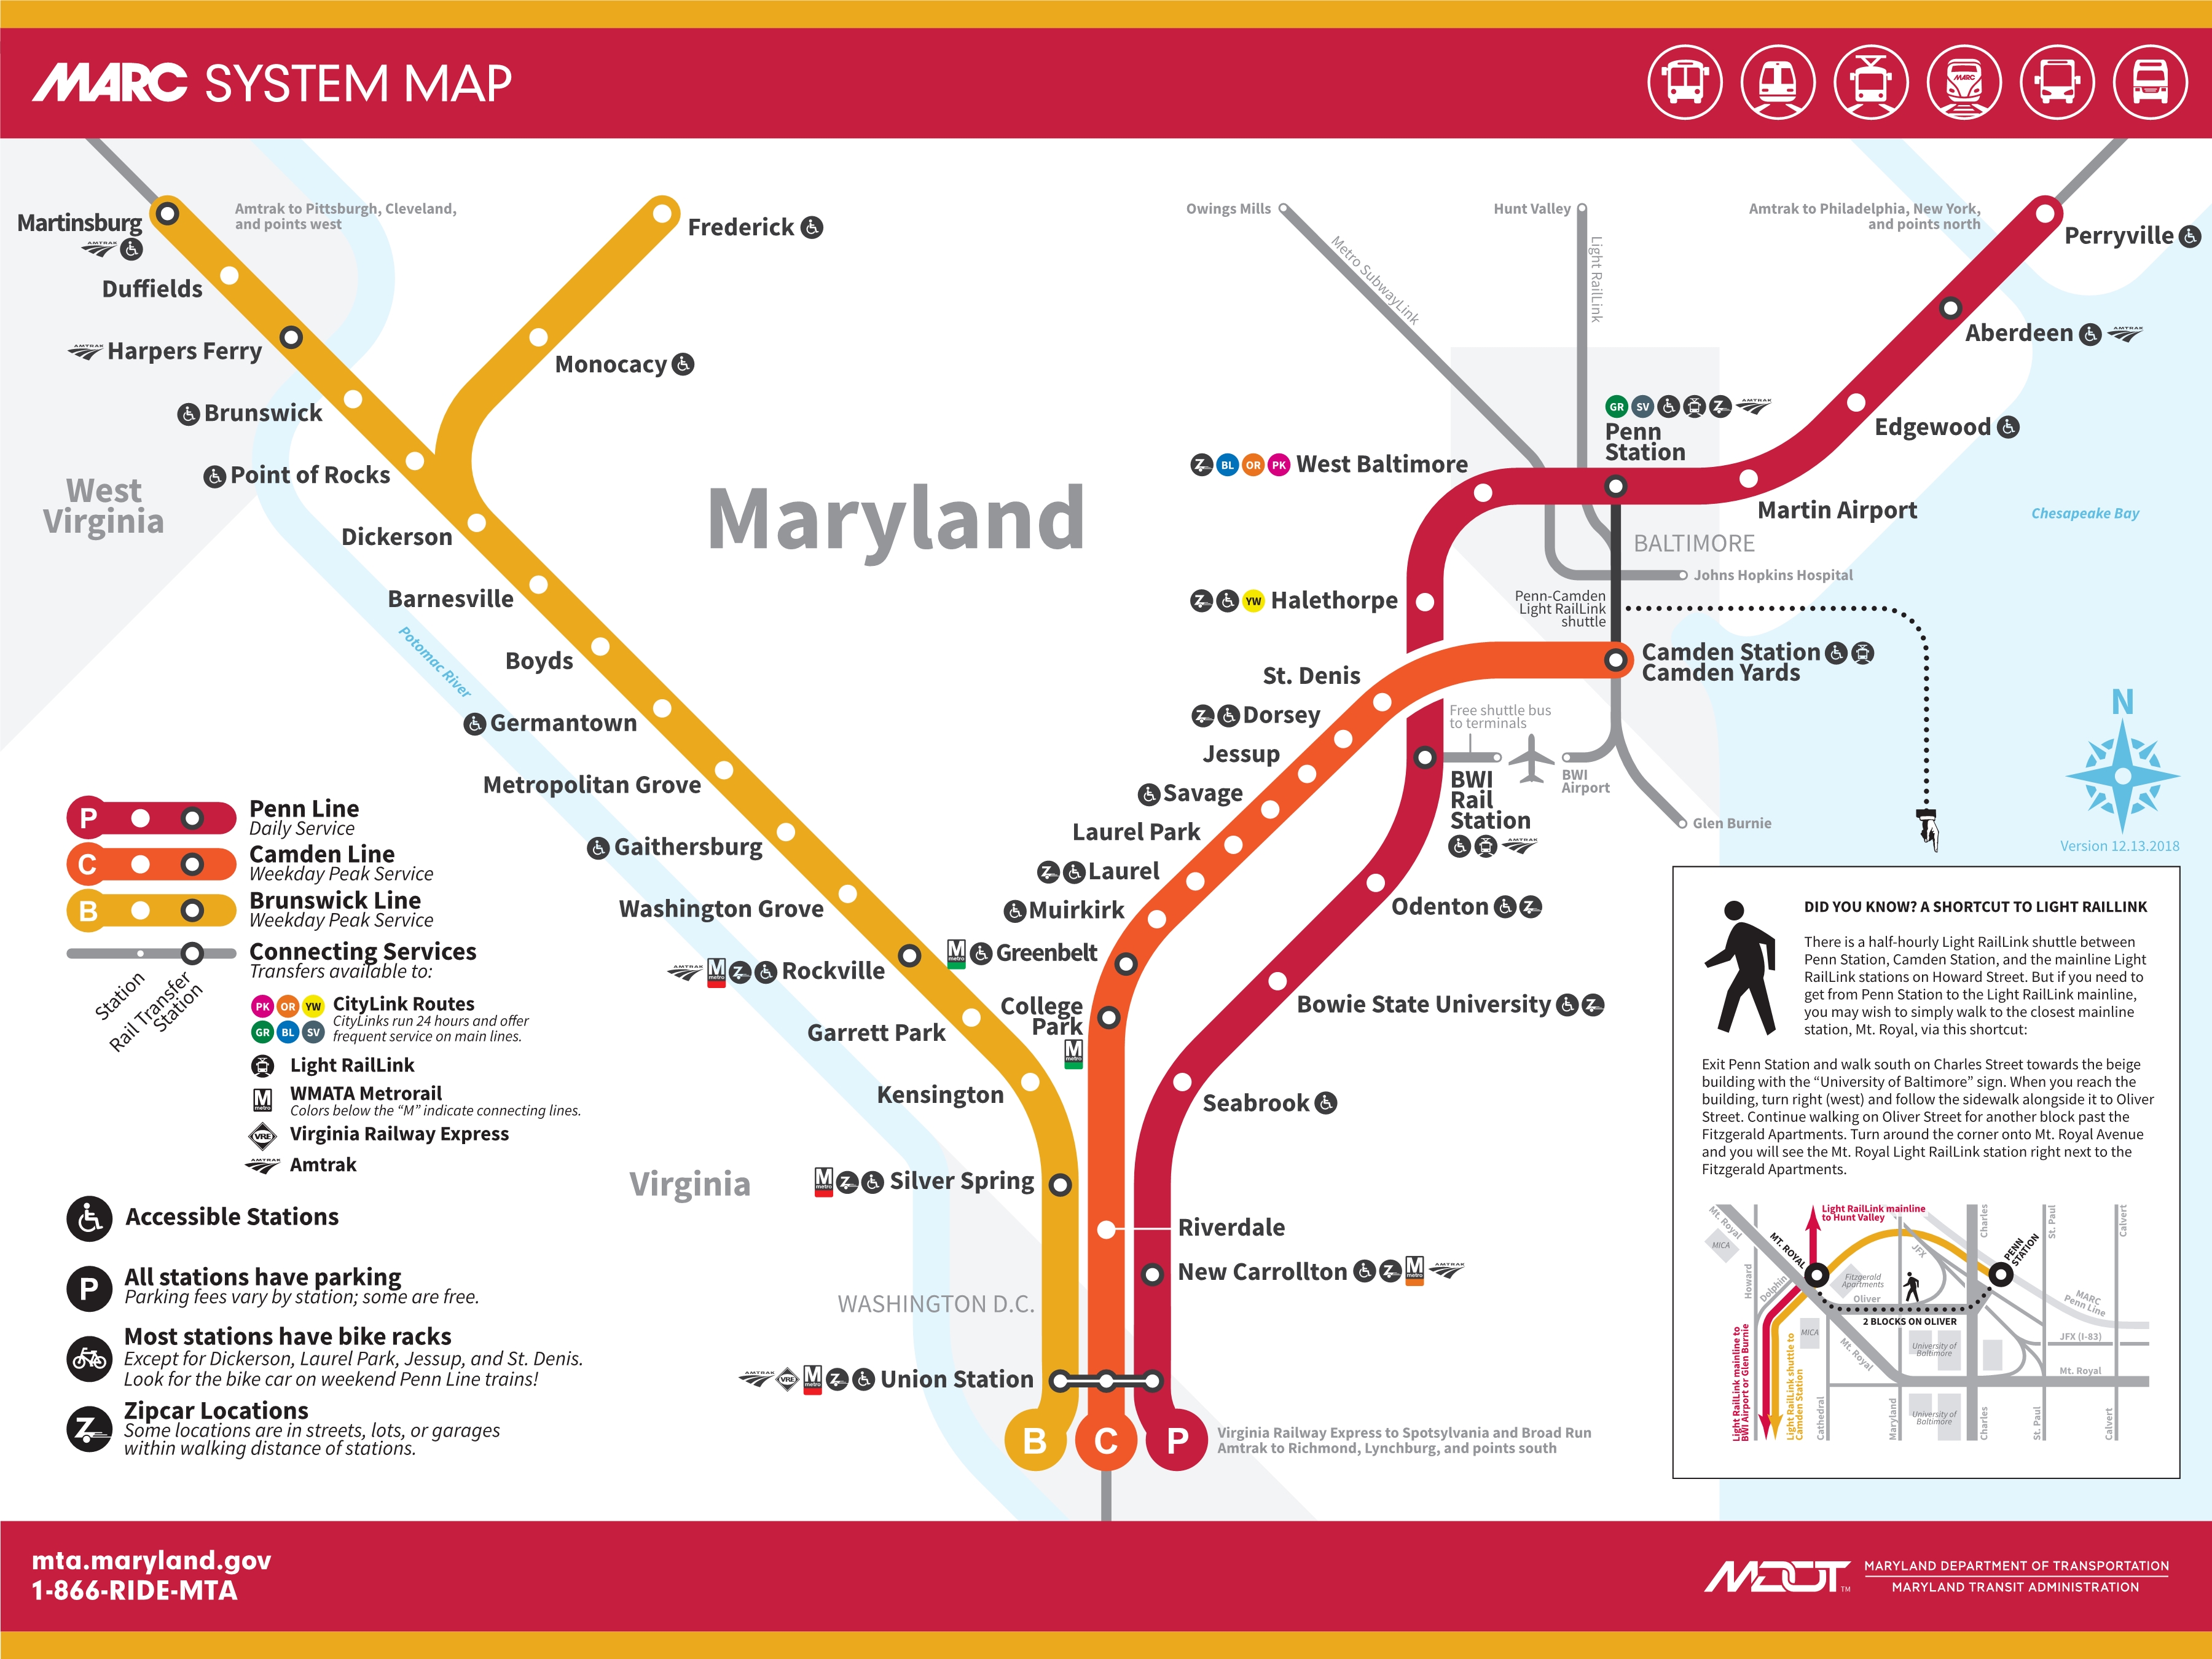 MARC SYSTEM MAP
MARC
Martinsburg
AMTRAK
Amtrak to Pittsburgh, Cleveland,
and points west
Duffields
AMTRAK Harpers Ferry
Brunswick
Point of Rocks
Frederick
Monocacy
Dickerson
Barnesville
Boyds
Germantown
Metropolitan Grove
Gaithersburg
Washington Grove
AMTRAK M metro Z Rockville
Garrett Park
Kensington
M metro Z Silver Spring
WASHINGTON D.C.
AMTRAK VRE M metro Z Union Station
B C P
Virginia Railway Express to Spotsylvania and Broad Run
Amtrak to Richmond, Lynchburg, and points south
West
Virginia
Maryland
Virginia
Potomac River
Owings Mills
Metro SubwayLink
Hunt Valley
Light RailLink
Amtrak to Philadelphia, New York,
and points north
Perryville
Aberdeen AMTRAK
Edgewood
Martin Airport
GR SV Z AMTRAK
Penn
Station
Z BL OR PK West Baltimore
BALTIMORE
Johns Hopkins Hospital
Penn-Camden
Light RailLink
shuttle
Z YW Halethorpe
Camden Station
Camden Yards
St. Denis
Z Dorsey
Jessup
Savage
Laurel Park
Z Laurel
Muirkirk
M metro Greenbelt
College
Park
M metro
Riverdale
Free shuttle bus
to terminals
BWI
Rail
Station
AMTRAK
BWI
Airport
Glen Burnie
Odenton Z
Bowie State University Z
Seabrook
New Carrollton Z M metro AMTRAK
Chesapeake Bay
N
Version 12.13.2018
P Penn Line
Daily Service
C Camden Line
Weekday Peak Service
B Brunswick Line
Weekday Peak Service
Connecting Services
Transfers available to:
Station
Rail Transfer
Station
PK OR YW CityLink Routes
GR BL SV CityLinks run 24 hours and offer
frequent service on main lines.
Light RailLink
M metro WMATA Metrorail
Colors below the “M” indicate connecting lines.
VRE Virginia Railway Express
AMTRAK Amtrak
Accessible Stations
P All stations have parking
Parking fees vary by station; some are free.
Most stations have bike racks
Except for Dickerson, Laurel Park, Jessup, and St. Denis.
Look for the bike car on weekend Penn Line trains!
Z Zipcar Locations
Some locations are in streets, lots, or garages
within walking distance of stations.
DID YOU KNOW? A SHORTCUT TO LIGHT RAILLINK
There is a half-hourly Light RailLink shuttle between
Penn Station, Camden Station, and the mainline Light
RailLink stations on Howard Street. But if you need to
get from Penn Station to the Light RailLink mainline,
you may wish to simply walk to the closest mainline
station, Mt. Royal, via this shortcut:
Exit Penn Station and walk south on Charles Street towards the beige
building with the “University of Baltimore” sign. When you reach the
building, turn right (west) and follow the sidewalk alongside it to Oliver
Street. Continue walking on Oliver Street for another block past the
Fitzgerald Apartments. Turn around the corner onto Mt. Royal Avenue
and you will see the Mt. Royal Light RailLink station right next to the
Fitzgerald Apartments.
Light RailLink mainline
to Hunt Valley
Mt. Royal
MICA
MT. ROYAL
Howard
Dolphin
Fitzgerald
Apartments
Oliver
JFX
Charles
PENN
STATION
St. Paul
Calvert
MARC
Penn Line
2 BLOCKS ON OLIVER
MICA
Mt. Royal
University of
Baltimore
JFX (I-83)
Mt. Royal
University of
Baltimore
Light RailLink mainline to
BWI Airport or Glen Burnie
Light RailLink shuttle to
Camden Station
Cathedral
Maryland
Charles
St. Paul
Calvert
mta.maryland.gov
1-866-RIDE-MTA
MDOT TM
MARYLAND DEPARTMENT OF TRANSPORTATION
MARYLAND TRANSIT ADMINISTRATION